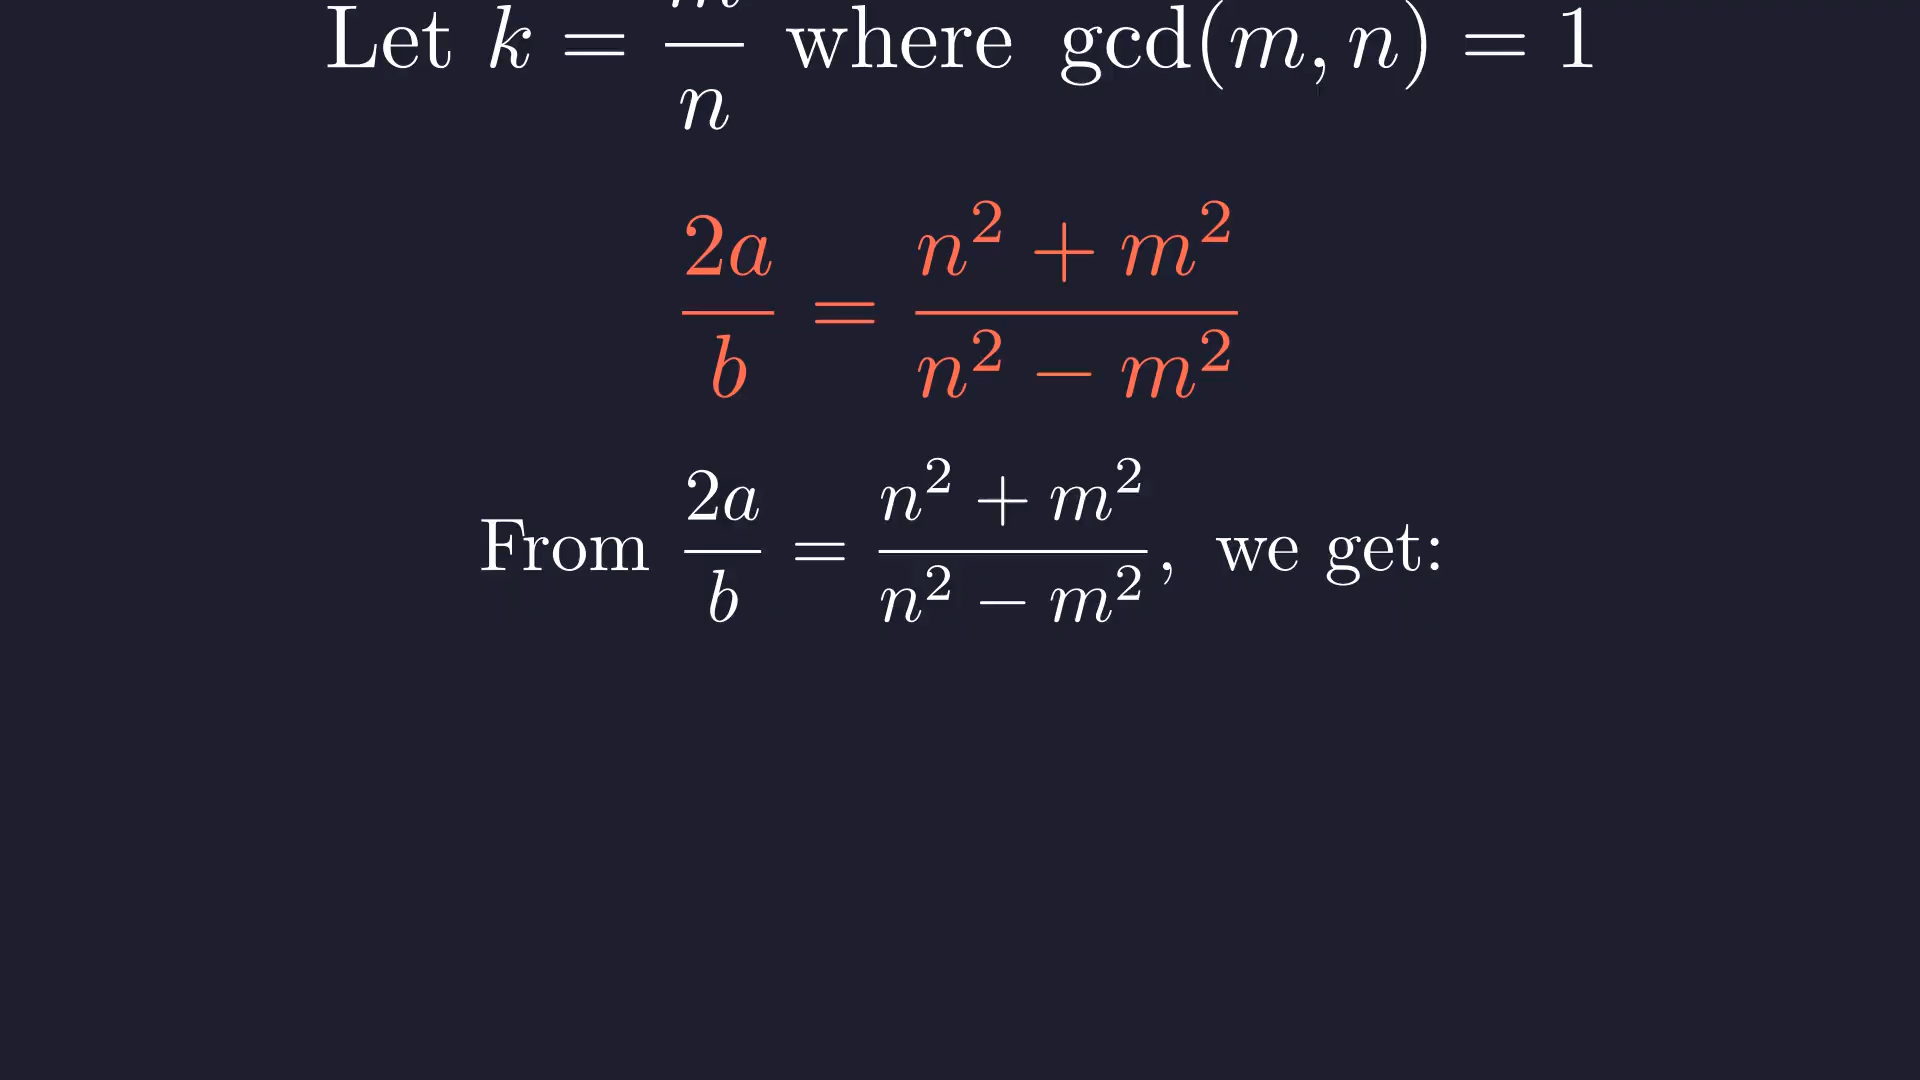 Let k = m/n where gcd(m, n) = 1
2a/b = (n² + m²)/(n² − m²)
From 2a/b = (n² + m²)/(n² − m²), we get: